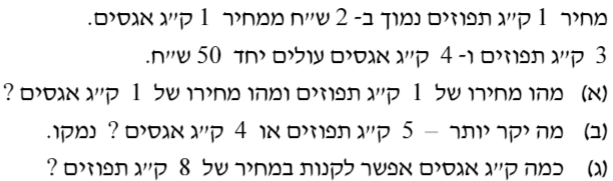 מחיר 1 ק״ג תפוזים נמוך ב- 2 ש״ח ממחיר 1 ק״ג אגסים.
3 ק״ג תפוזים ו- 4 ק״ג אגסים עולים יחד 50 ש״ח.
(א) מהו מחירו של 1 ק״ג תפוזים ומהו מחירו של 1 ק״ג אגסים ?
(ב) מה יקר יותר – 5 ק״ג תפוזים או 4 ק״ג אגסים ? נמקו.
(ג) כמה ק״ג אגסים אפשר לקנות במחיר של 8 ק״ג תפוזים ?